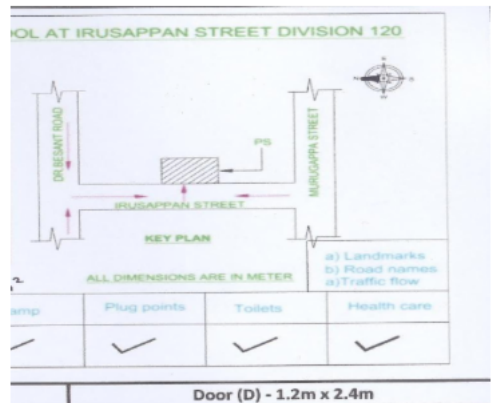 OOL AT IRUSAPPAN STREET DIVISION 120
DR.BESANT ROAD
PS
MURUGAPPA STREET
IRUSAPPAN STREET
KEY PLAN
ALL DIMENSIONS ARE IN METER
a) Landmarks
b) Road names
a)Traffic flow
amp
Plug points
Toilets
Health care
Door (D) - 1.2m x 2.4m